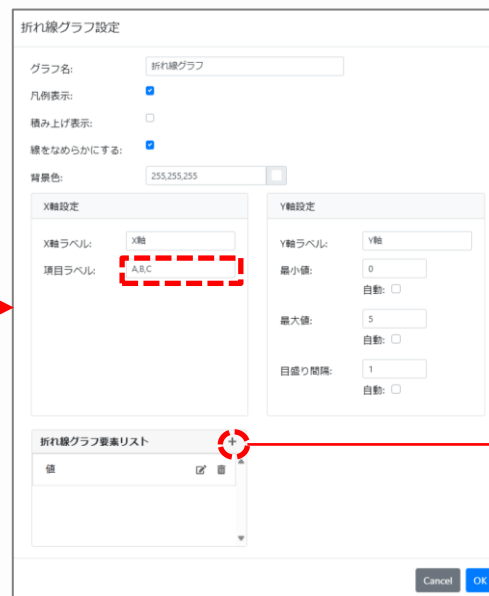 折れ線グラフ設定
グラフ名: 折れ線グラフ
凡例表示:
積み上げ表示:
線をなめらかにする:
背景色: 255,255,255
X軸設定
X軸ラベル: X軸
項目ラベル: A,B,C
Y軸設定
Y軸ラベル: Y軸
最小値: 0
自動:
最大値: 5
自動:
目盛り間隔: 1
自動:
折れ線グラフ要素リスト +
値
Cancel OK